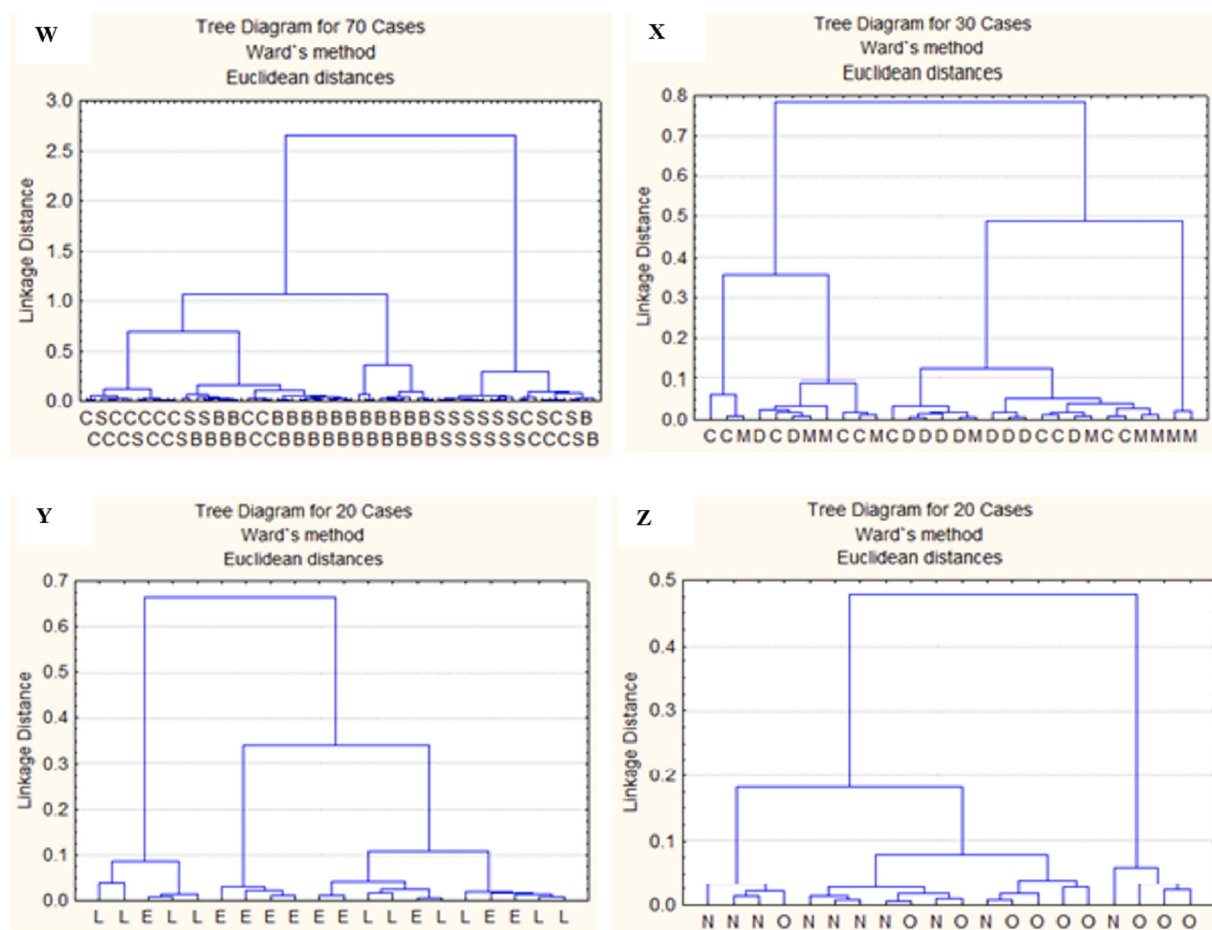 W
Tree Diagram for 70 Cases
Ward`s method
Euclidean distances
3.0
2.5
2.0
1.5
1.0
0.5
0.0
Linkage Distance
CSCCCCCSSBBCCBBBBBBBBBBBSSSSSSCSCSB
CCCSCCSBBBBCCBBBBBBBBBBBSSSSSSCCCSB
X
Tree Diagram for 30 Cases
Ward`s method
Euclidean distances
0.8
0.7
0.6
0.5
0.4
0.3
0.2
0.1
0.0
Linkage Distance
C C M D C D M M C C M C D D D D M D D D C C D M C C M M M M
Y
Tree Diagram for 20 Cases
Ward`s method
Euclidean distances
0.7
0.6
0.5
0.4
0.3
0.2
0.1
0.0
Linkage Distance
L L E L L E E E E E E L L E L L E E L L
Z
Tree Diagram for 20 Cases
Ward`s method
Euclidean distances
0.5
0.4
0.3
0.2
0.1
0.0
Linkage Distance
N N N O N N N N O N O N O O O O N O O O